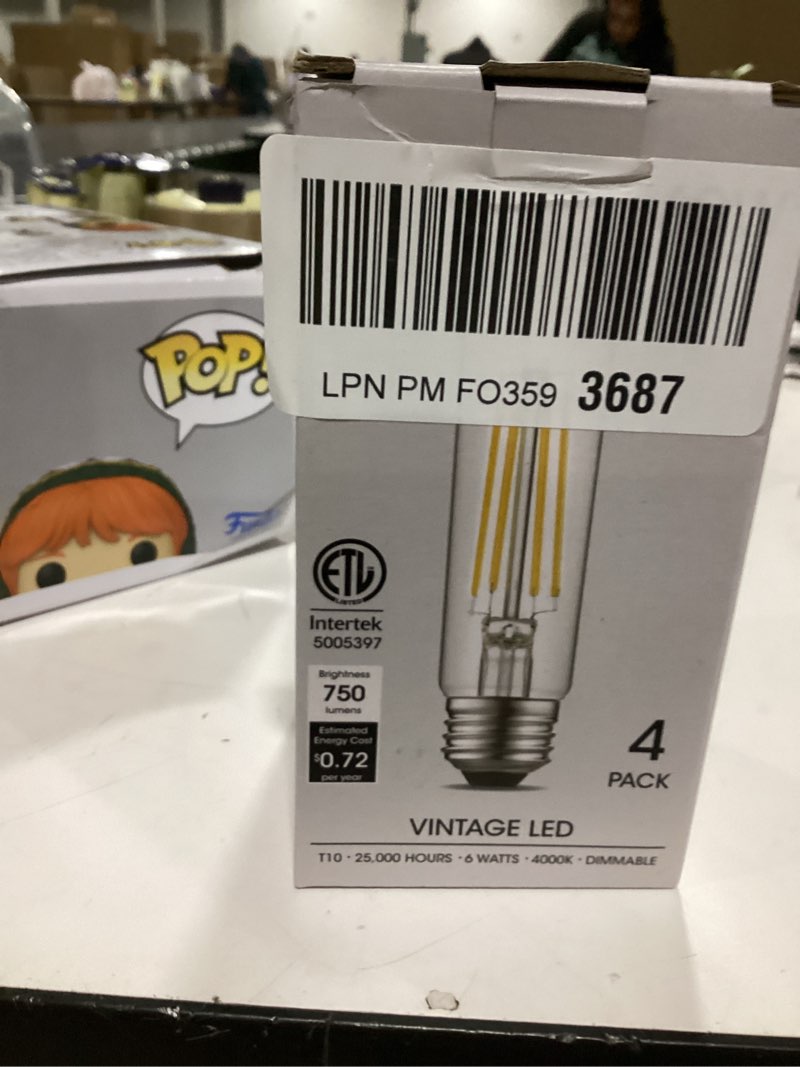 LPN PM FO359 3687
POP!
ETL
LISTED
Intertek
5005397
Brightness
750
lumens
Estimated
Energy Cost
$0.72
per year
4
PACK
VINTAGE LED
T10 · 25,000 HOURS · 6 WATTS · 4000K · DIMMABLE